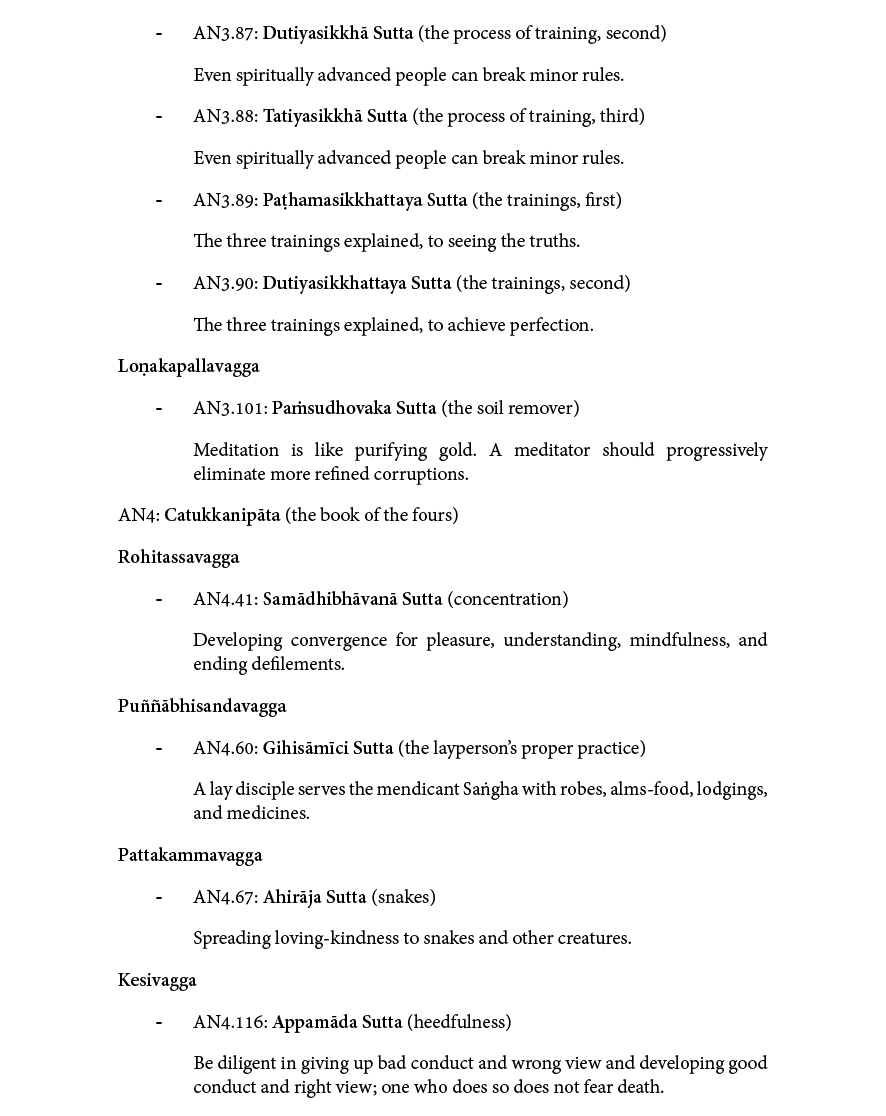 - AN3.87: Dutiyasikkhā Sutta (the process of training, second)
Even spiritually advanced people can break minor rules.
- AN3.88: Tatiyasikkhā Sutta (the process of training, third)
Even spiritually advanced people can break minor rules.
- AN3.89: Paṭhamasikkhattaya Sutta (the trainings, first)
The three trainings explained, to seeing the truths.
- AN3.90: Dutiyasikkhattaya Sutta (the trainings, second)
The three trainings explained, to achieve perfection.
Loṇakapallavagga
- AN3.101: Paṁsudhovaka Sutta (the soil remover)
Meditation is like purifying gold. A meditator should progressively
eliminate more refined corruptions.
AN4: Catukkanipāta (the book of the fours)
Rohitassavagga
- AN4.41: Samādhibhāvanā Sutta (concentration)
Developing convergence for pleasure, understanding, mindfulness, and
ending defilements.
Puññābhisandavagga
- AN4.60: Gihisāmīci Sutta (the layperson’s proper practice)
A lay disciple serves the mendicant Saṅgha with robes, alms-food, lodgings,
and medicines.
Pattakammavagga
- AN4.67: Ahirāja Sutta (snakes)
Spreading loving-kindness to snakes and other creatures.
Kesivagga
- AN4.116: Appamāda Sutta (heedfulness)
Be diligent in giving up bad conduct and wrong view and developing good
conduct and right view; one who does so does not fear death.